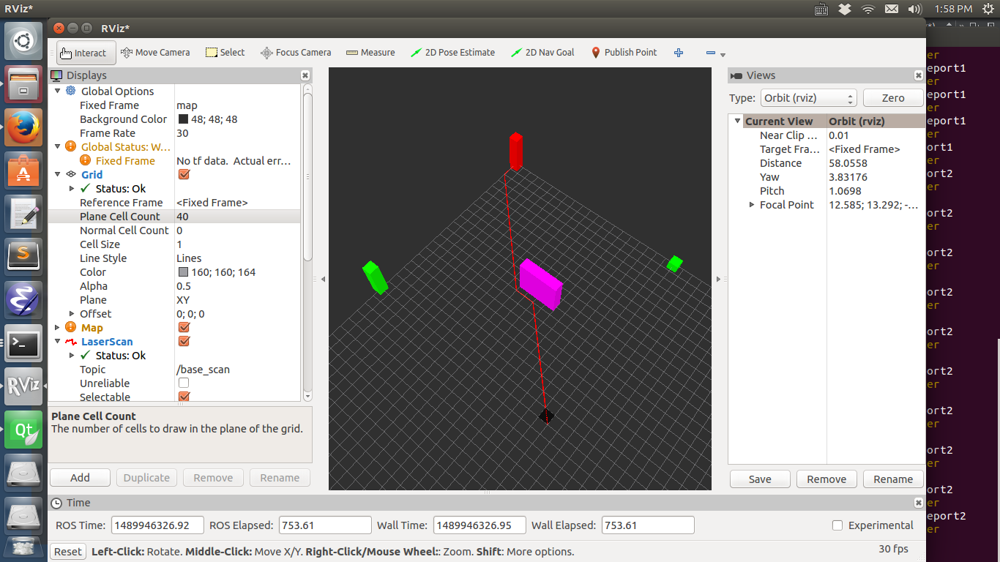 RViz*
1:58 PM
RViz*
Interact Move Camera Select Focus Camera Measure 2D Pose Estimate 2D Nav Goal Publish Point
Displays
Global Options
Fixed Frame map
Background Color 48; 48; 48
Frame Rate 30
Global Status: W...
Fixed Frame No tf data. Actual err...
Grid
Status: Ok
Reference Frame <Fixed Frame>
Plane Cell Count 40
Normal Cell Count 0
Cell Size 1
Line Style Lines
Color 160; 160; 164
Alpha 0.5
Plane XY
Offset 0; 0; 0
Map
LaserScan
Status: Ok
Topic /base_scan
Unreliable
Selectable
Plane Cell Count
The number of cells to draw in the plane of the grid.
Add Duplicate Remove Rename
Views
Type: Orbit (rviz) Zero
Current View Orbit (rviz)
Near Clip ... 0.01
Target Fra... <Fixed Frame>
Distance 58.0558
Yaw 3.83176
Pitch 1.0698
Focal Point 12.585; 13.292; -...
Save Remove Rename
Time
ROS Time: 1489946326.92 ROS Elapsed: 753.61 Wall Time: 1489946326.95 Wall Elapsed: 753.61 Experimental
Reset Left-Click: Rotate. Middle-Click: Move X/Y. Right-Click/Mouse Wheel:: Zoom. Shift: More options. 30 fps
S
>_
RViz
Qt
er
eport1
er
eport1
er
eport1
er
ort1
er
ort2
er
ort2
er
ort2
er
ort2
er
ort2
er
ort2
er
ort2
er
ort2
er
ort2
er
eport2
er